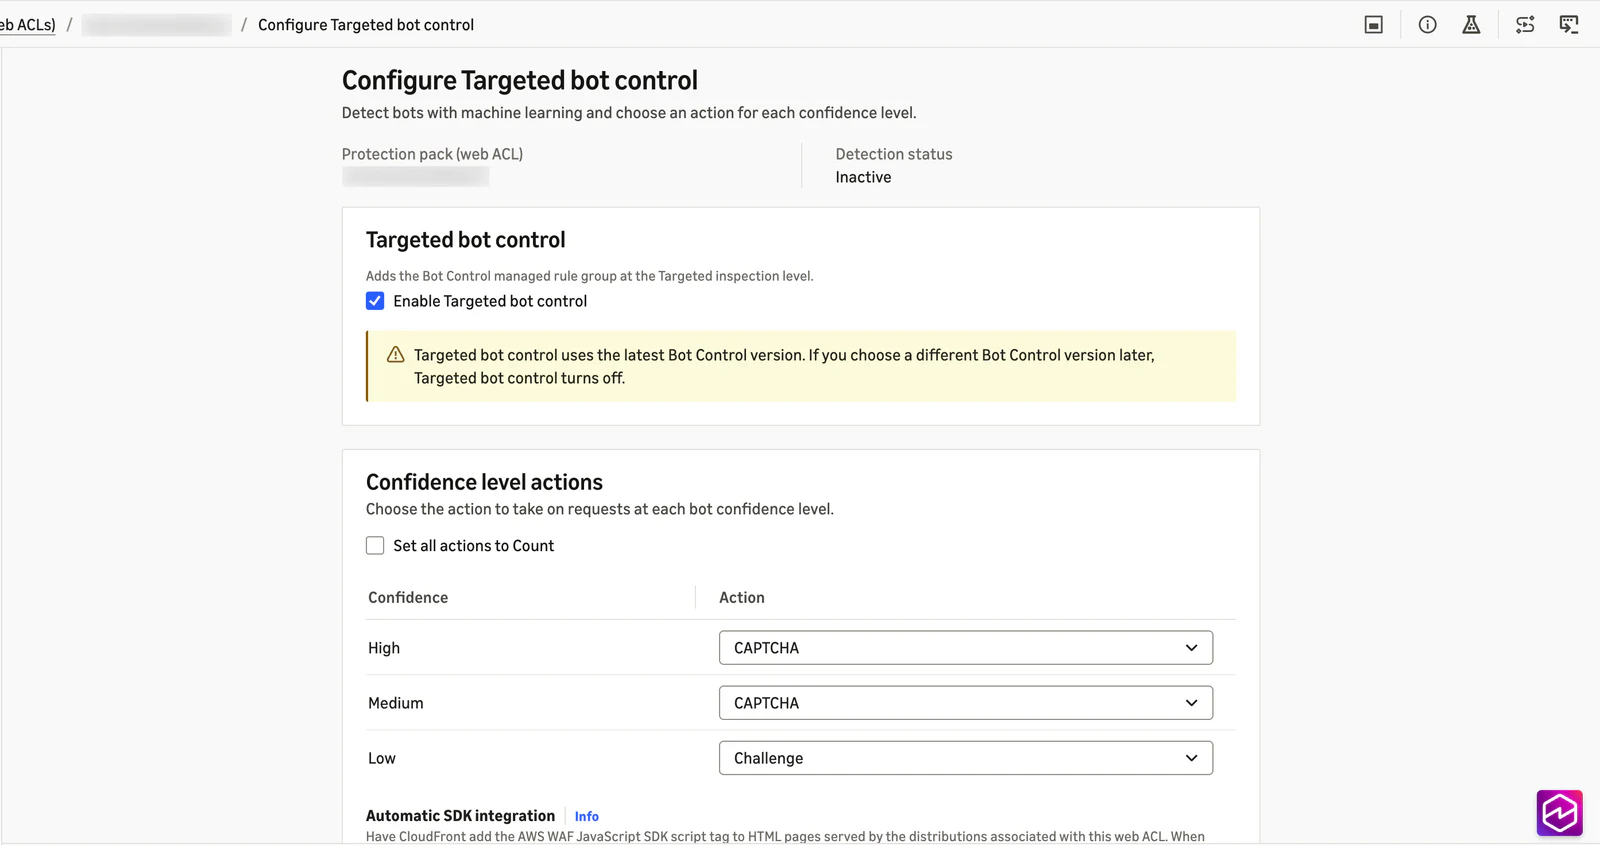 eb ACLs) / / Configure Targeted bot control
Configure Targeted bot control
Detect bots with machine learning and choose an action for each confidence level.
Protection pack (web ACL)
Detection status
Inactive
Targeted bot control
Adds the Bot Control managed rule group at the Targeted inspection level.
Enable Targeted bot control
Targeted bot control uses the latest Bot Control version. If you choose a different Bot Control version later,
Targeted bot control turns off.
Confidence level actions
Choose the action to take on requests at each bot confidence level.
Set all actions to Count
Confidence Action
High CAPTCHA
Medium CAPTCHA
Low Challenge
Automatic SDK integration Info
Have CloudFront add the AWS WAF JavaScript SDK script tag to HTML pages served by the distributions associated with this web ACL. When